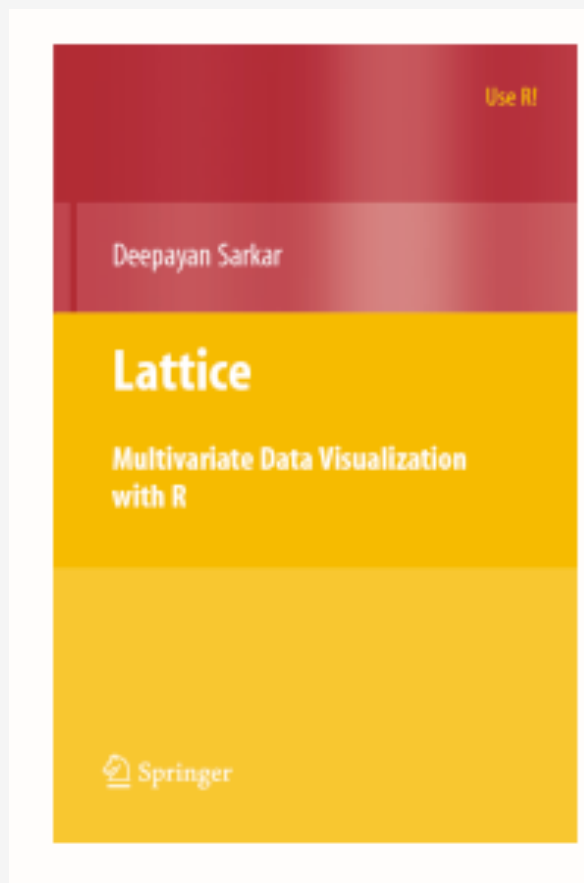 Use R!
Deepayan Sarkar
Lattice
Multivariate Data Visualization
with R
Springer